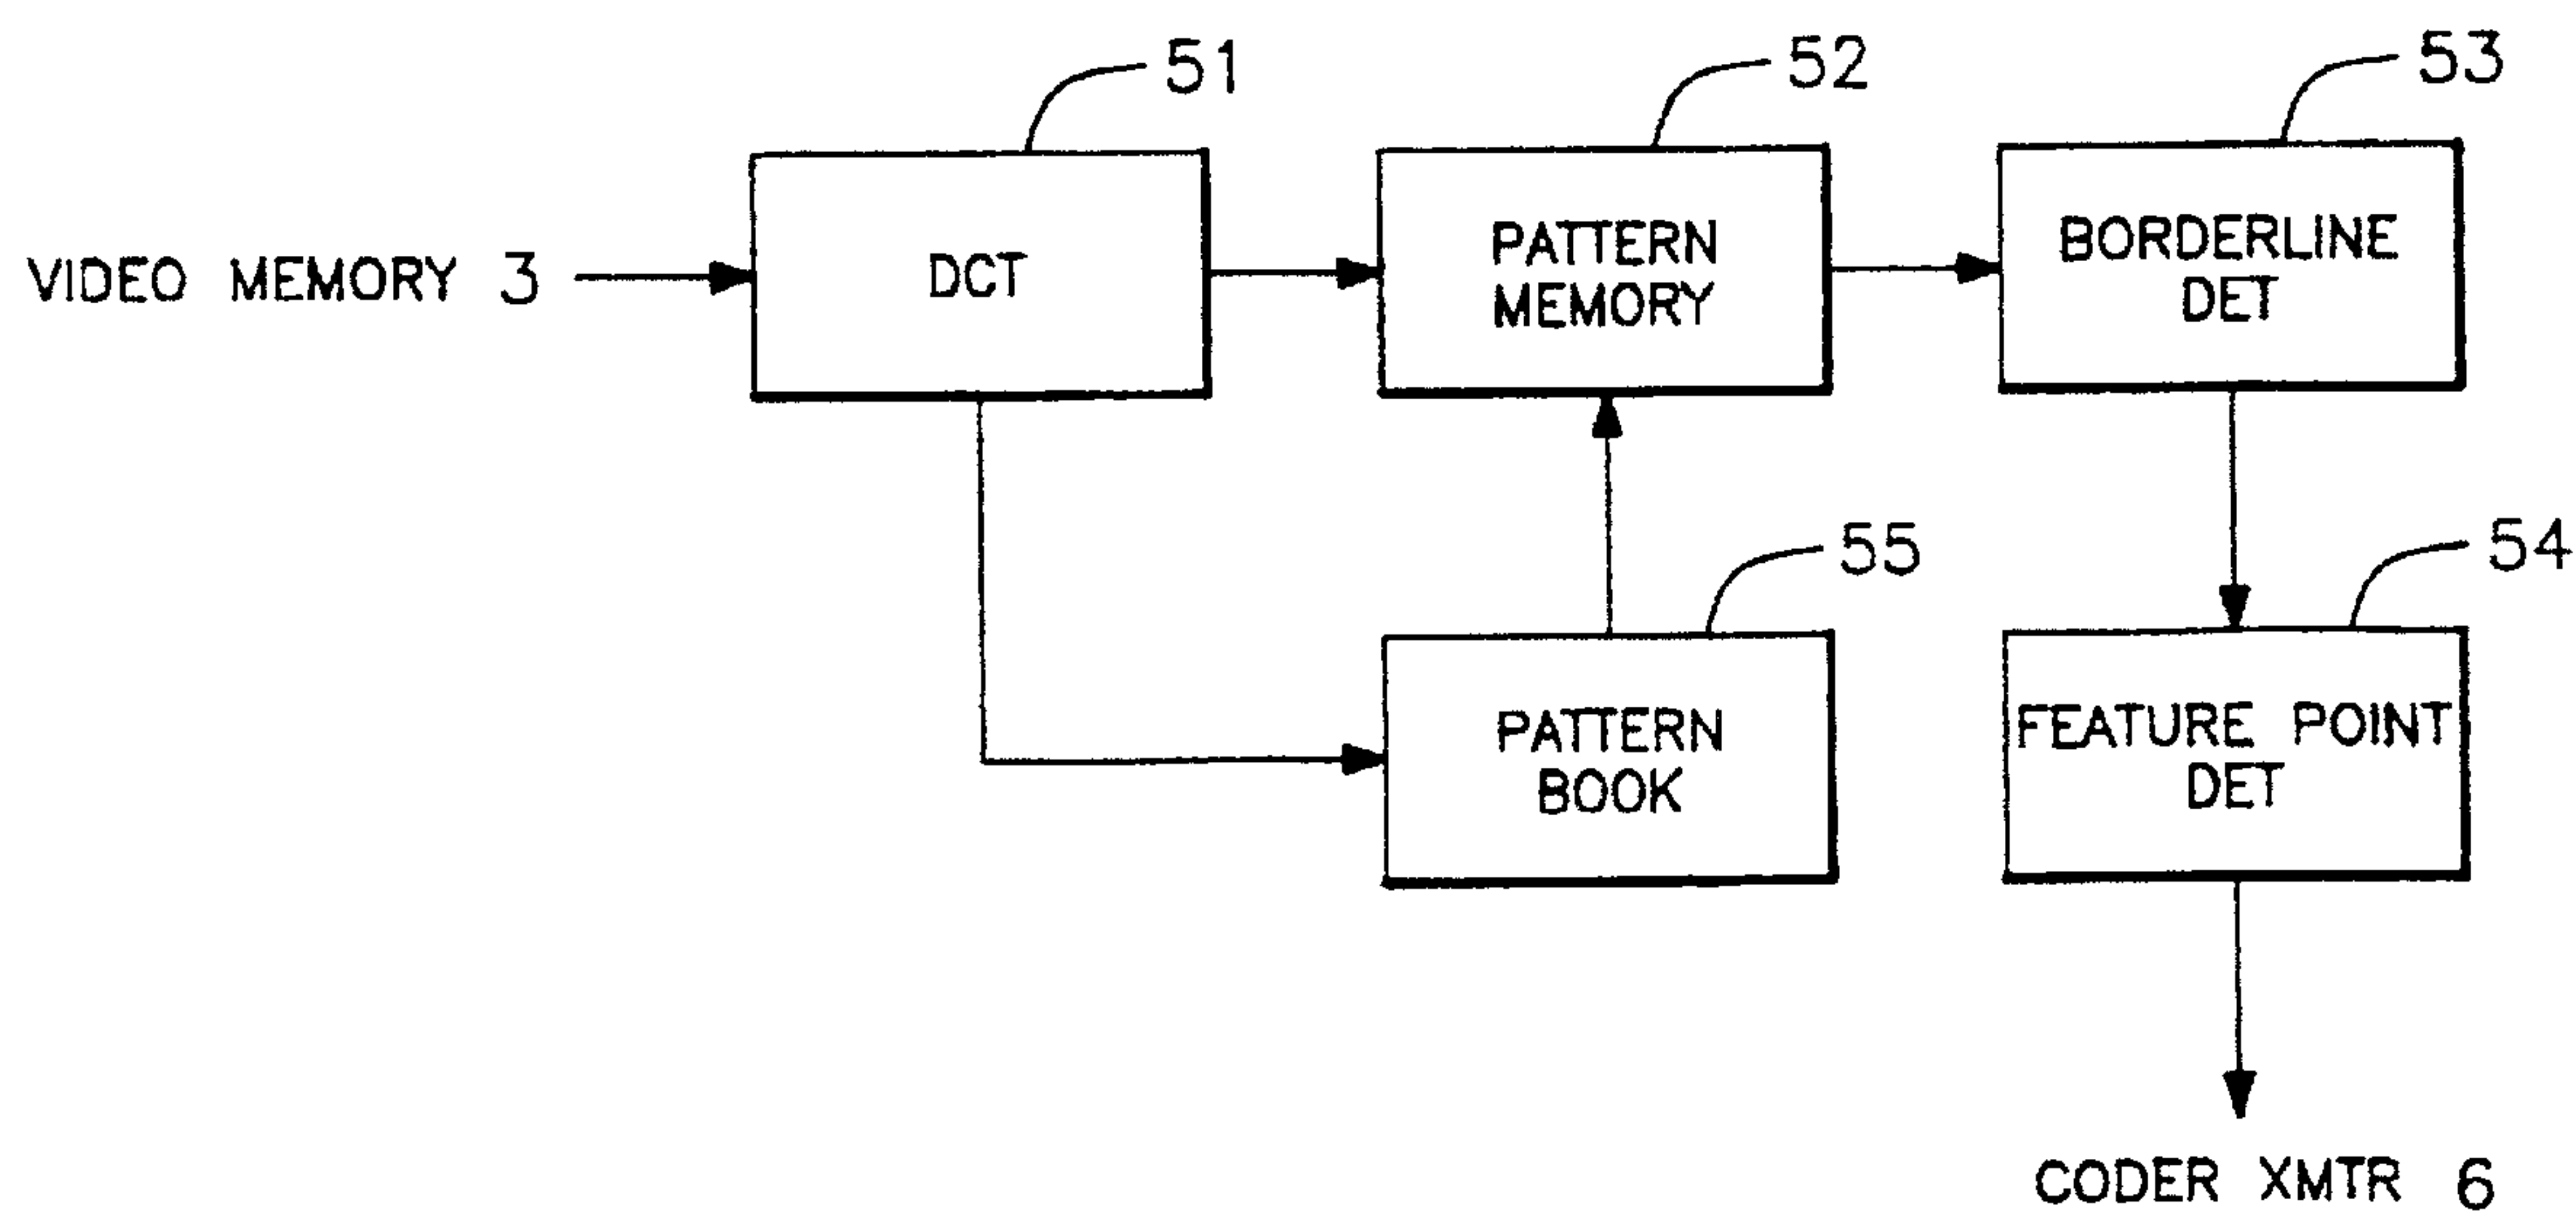 51
52
53
VIDEO MEMORY 3
DCT
PATTERN
MEMORY
BORDERLINE
DET
55
54
PATTERN
BOOK
FEATURE POINT
DET
CODER XMTR 6